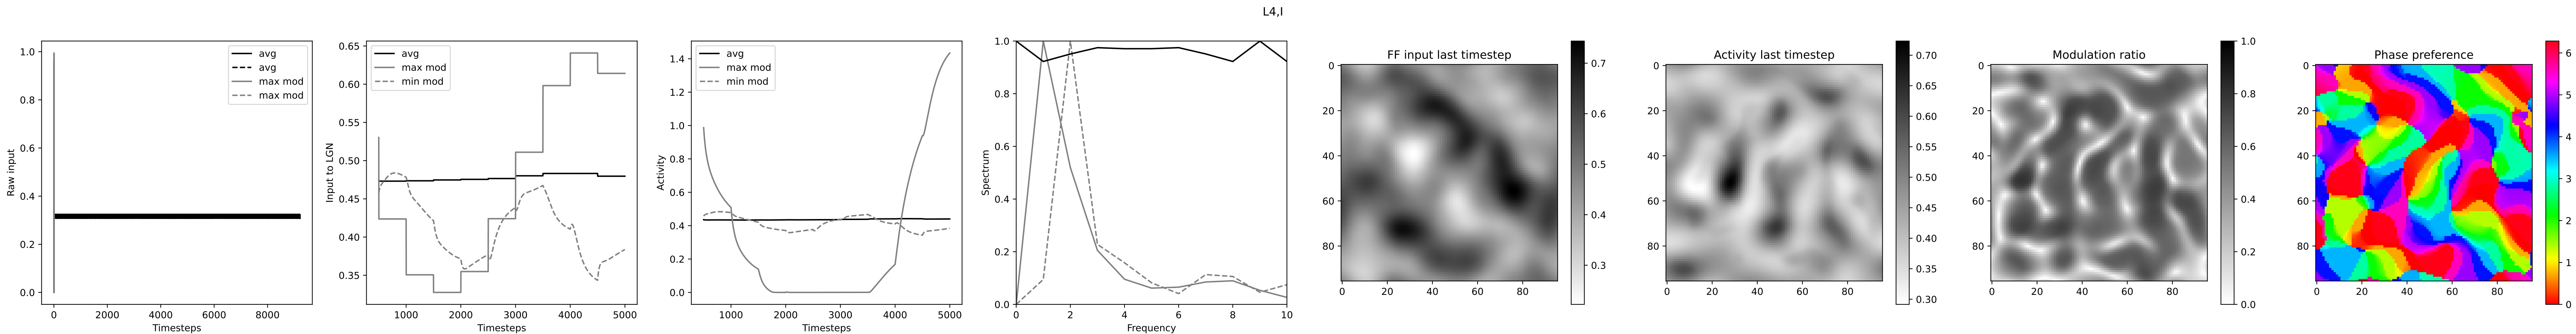 L4,I
Raw input
1.0
0.8
0.6
0.4
0.2
0.0
avg
avg
max mod
max mod
0 2000 4000 6000 8000
Timesteps
Input to LGN
0.65
0.60
0.55
0.50
0.45
0.40
0.35
avg
max mod
min mod
1000 2000 3000 4000 5000
Timesteps
Activity
1.4
1.2
1.0
0.8
0.6
0.4
0.2
0.0
avg
max mod
min mod
1000 2000 3000 4000 5000
Timesteps
Spectrum
1.0
0.8
0.6
0.4
0.2
0.0
0 2 4 6 8 10
Frequency
FF input last timestep
0
20
40
60
80
0 20 40 60 80
0.7
0.6
0.5
0.4
0.3
Activity last timestep
0
20
40
60
80
0 20 40 60 80
0.70
0.65
0.60
0.55
0.50
0.45
0.40
0.35
0.30
Modulation ratio
0
20
40
60
80
0 20 40 60 80
1.0
0.8
0.6
0.4
0.2
0.0
Phase preference
0
20
40
60
80
0 20 40 60 80
6
5
4
3
2
1
0